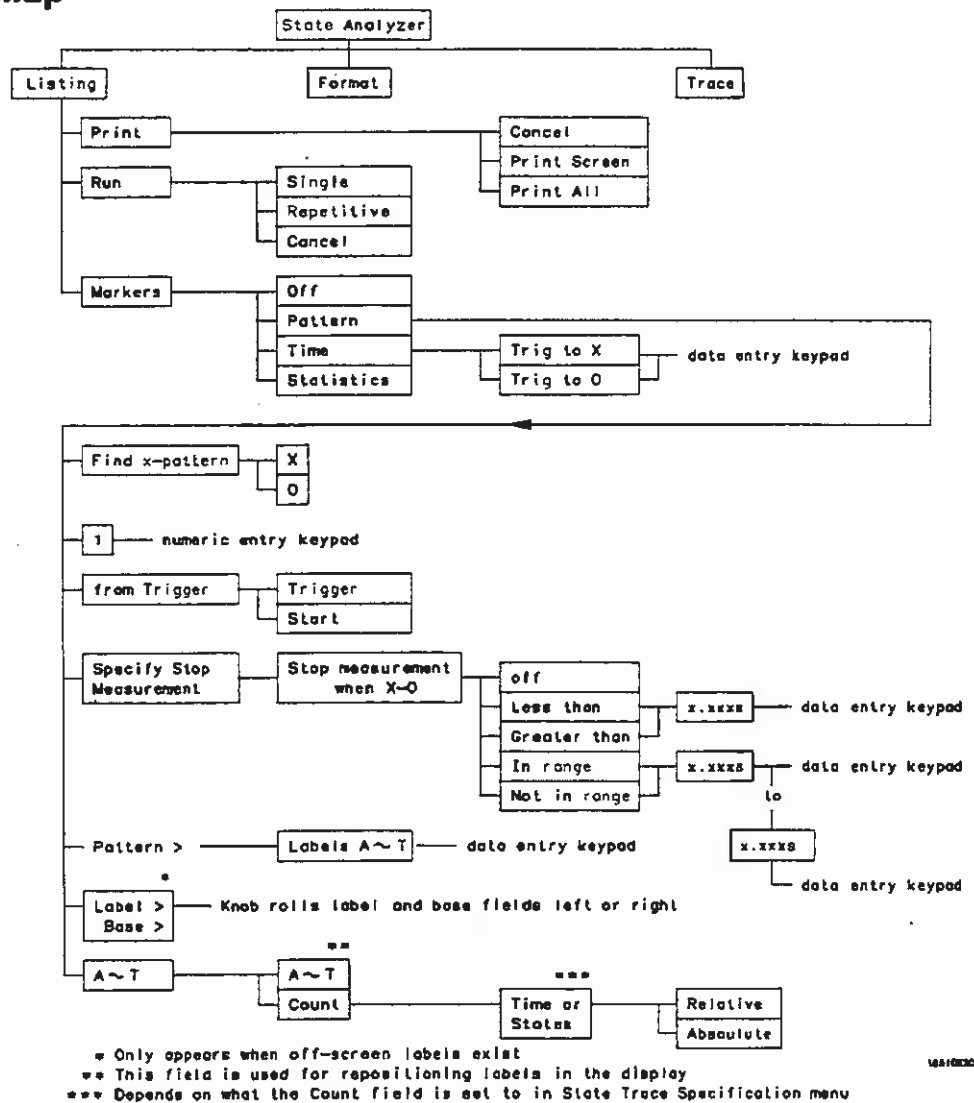 State Analyzer
Listing
Format
Trace
Print
Cancel
Print Screen
Print All
Run
Single
Repetitive
Cancel
Markers
Off
Pattern
Time
Statistics
Trig to X
Trig to O
data entry keypad
Find x-pattern
X
O
1
numeric entry keypad
from Trigger
Trigger
Start
Specify Stop
Measurement
Stop measurement
when X-O
off
Less than
Greater than
In range
Not in range
x.xxxs
data entry keypad
x.xxxs
data entry keypad
to
x.xxxs
data entry keypad
Pattern >
Labels A~T
data entry keypad
*
Label >
Base >
Knob rolls label and base fields left or right
A~T
**
A~T
Count
***
Time or
States
Relative
Absaulute
* Only appears when off-screen labels exist
** This field is used for repositioning labels in the display
*** Depends on what the Count field is set to in State Trace Specification menu